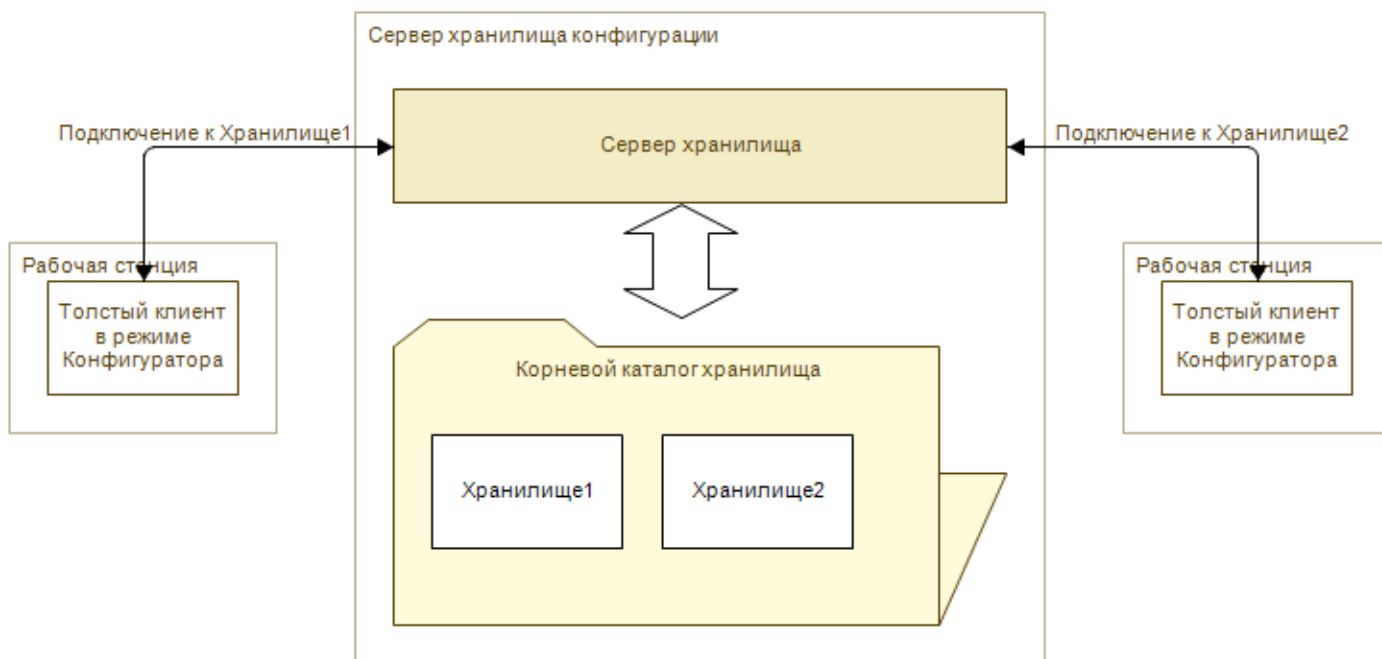 Сервер хранилища конфигурации
Подключение к Хранилище1
Сервер хранилища
Подключение к Хранилище2
Рабочая станция
Толстый клиент
в режиме
Конфигуратора
Рабочая станция
Толстый клиент
в режиме
Конфигуратора
Корневой каталог хранилища
Хранилище1
Хранилище2